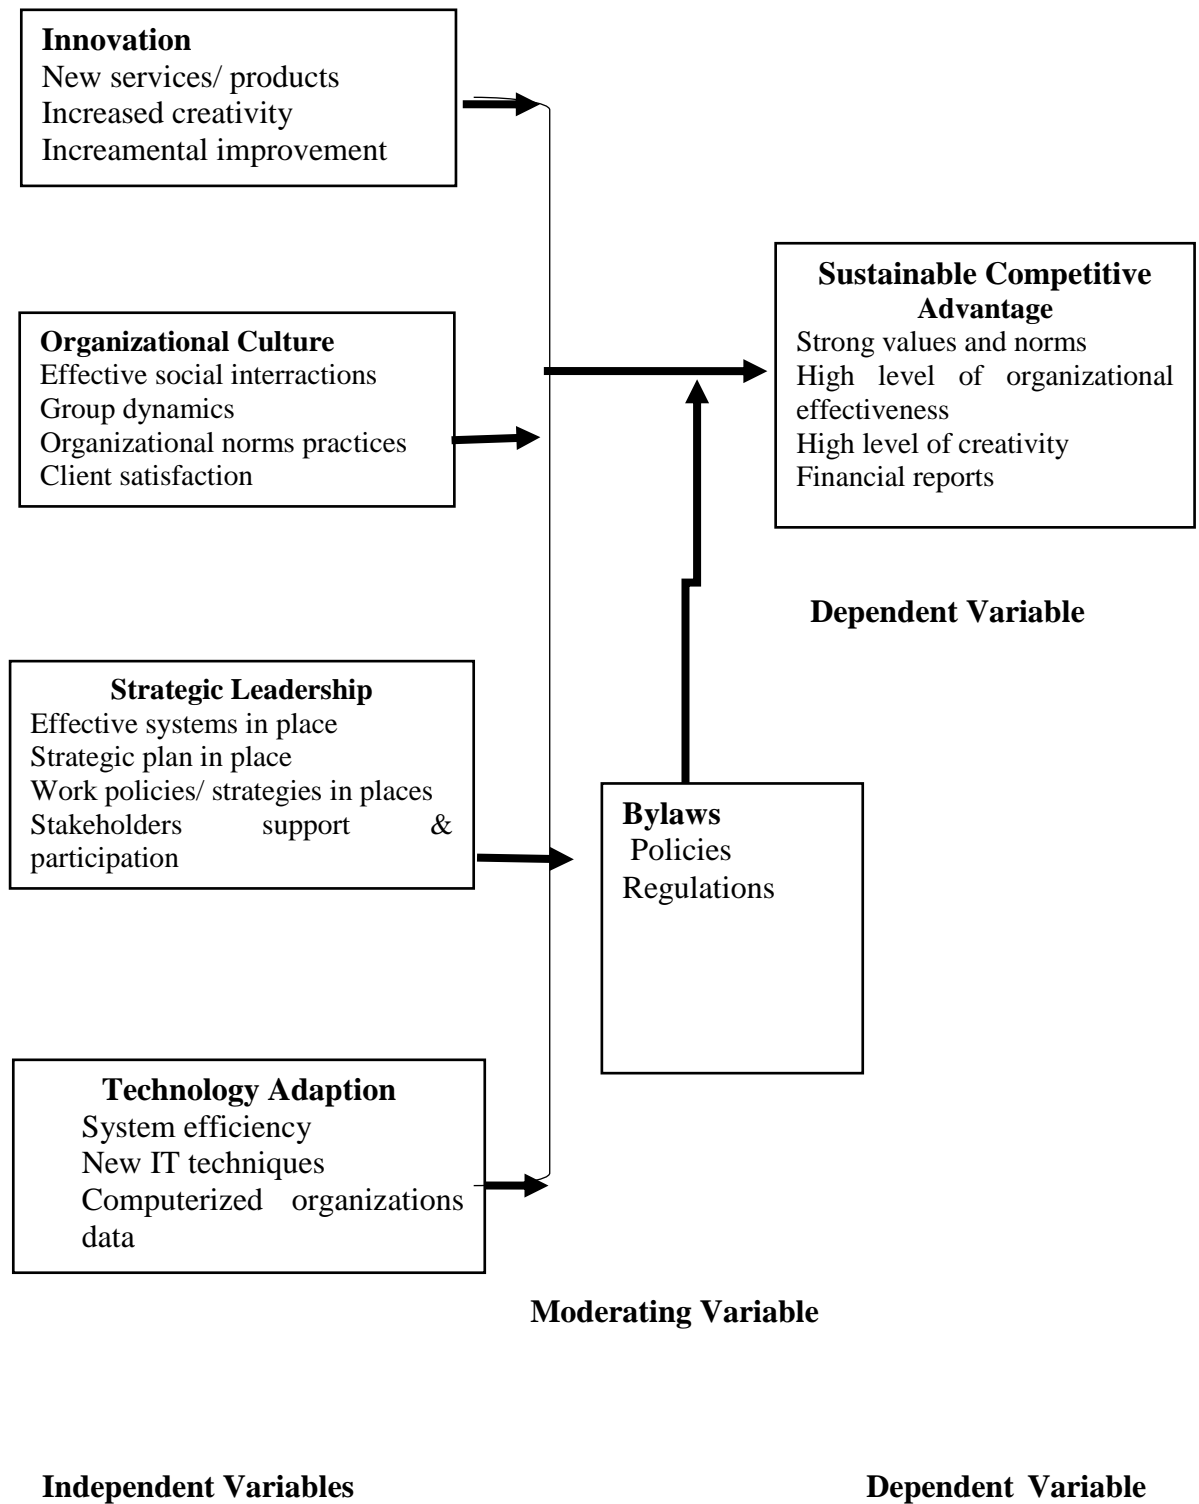 Innovation
New services/ products
Increased creativity
Increamental improvement
Organizational Culture
Effective social interractions
Group dynamics
Organizational norms practices
Client satisfaction
Sustainable Competitive
Advantage
Strong values and norms
High level of organizational
effectiveness
High level of creativity
Financial reports
Dependent Variable
Strategic Leadership
Effective systems in place
Strategic plan in place
Work policies/ strategies in places
Stakeholders support &
participation
Bylaws
Policies
Regulations
Technology Adaption
System efficiency
New IT techniques
Computerized organizations
data
Moderating Variable
Independent Variables
Dependent Variable